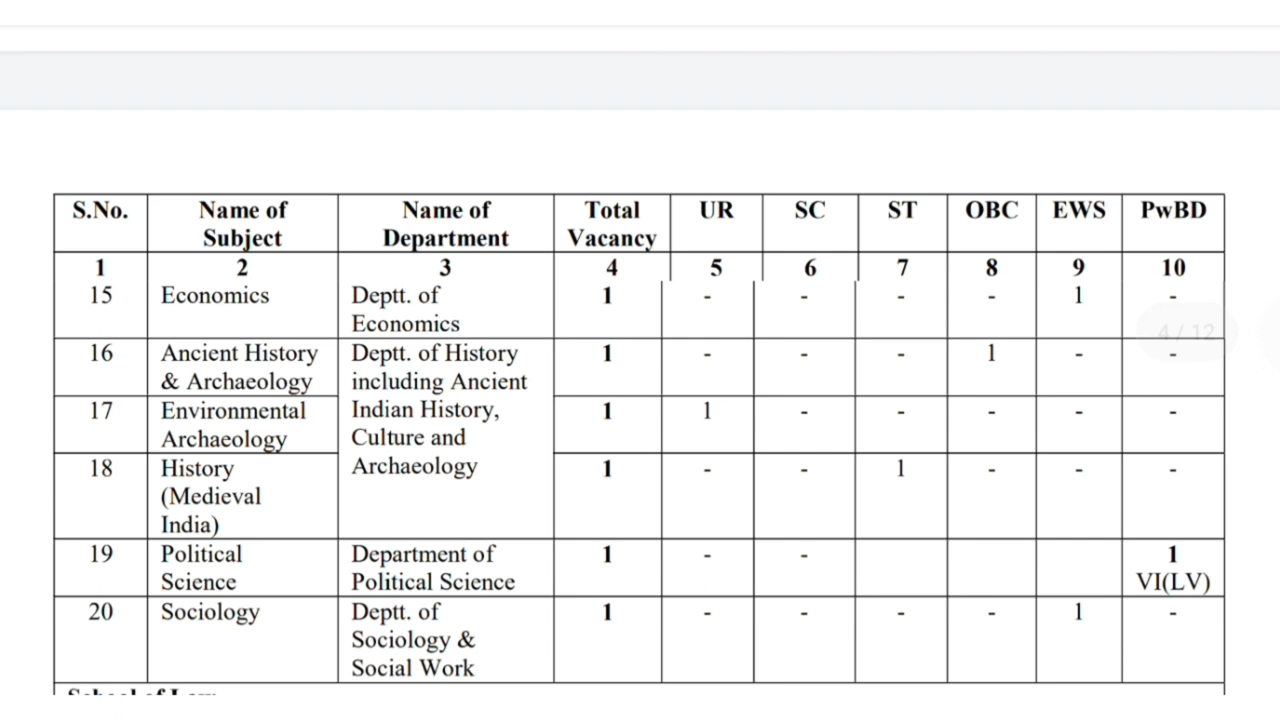 S.No. Name of Subject Name of Department Total Vacancy UR SC ST OBC EWS PwBD
1 2 3 4 5 6 7 8 9 10
15 Economics Deptt. of Economics 1 - - - - 1 -
4 / 12
16 Ancient History & Archaeology Deptt. of History including Ancient Indian History, Culture and Archaeology 1 - - - 1 - -
17 Environmental Archaeology 1 1 - - - - -
18 History (Medieval India) 1 - - 1 - - -
19 Political Science Department of Political Science 1 - - 1 VI(LV)
20 Sociology Deptt. of Sociology & Social Work 1 - - - - 1 -